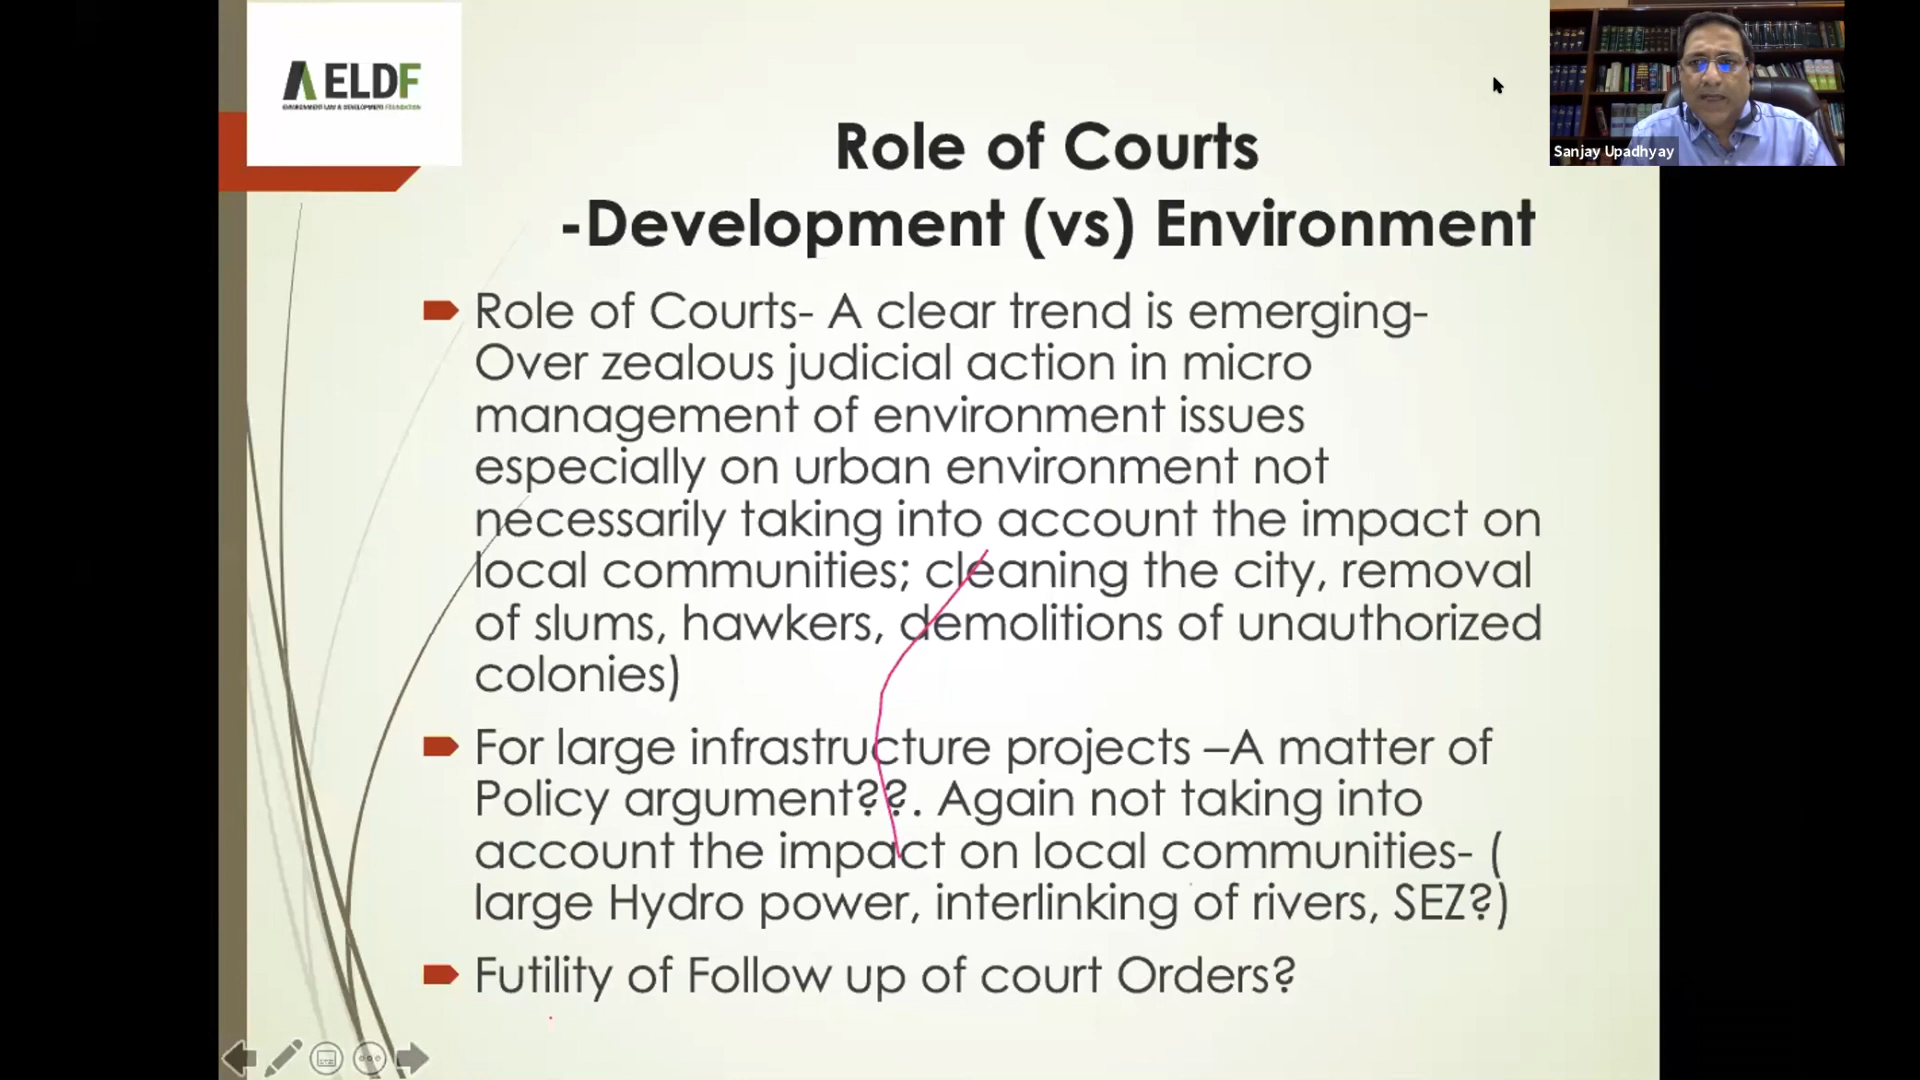 ELDF
ENVIRONMENT LAW & DEVELOPMENT FOUNDATION
Sanjay Upadhyay
Role of Courts
-Development (vs) Environment
Role of Courts- A clear trend is emerging-
Over zealous judicial action in micro
management of environment issues
especially on urban environment not
necessarily taking into account the impact on
local communities; cleaning the city, removal
of slums, hawkers, demolitions of unauthorized
colonies)
For large infrastructure projects –A matter of
Policy argument??. Again not taking into
account the impact on local communities- (
large Hydro power, interlinking of rivers, SEZ?)
Futility of Follow up of court Orders?